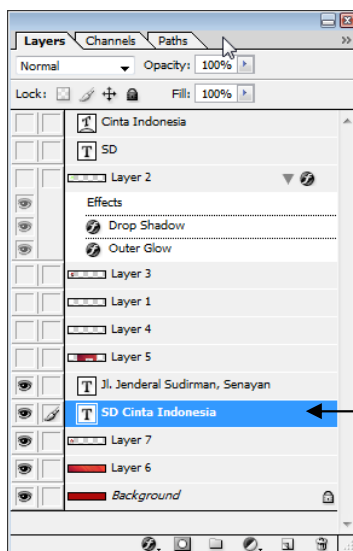 Layers Channels Paths
Normal Opacity: 100%
Lock: Fill: 100%
Cinta Indonesia
SD
Layer 2
Effects
Drop Shadow
Outer Glow
Layer 3
Layer 1
Layer 4
Layer 5
Jl. Jenderal Sudirman, Senayan
SD Cinta Indonesia
Layer 7
Layer 6
Background